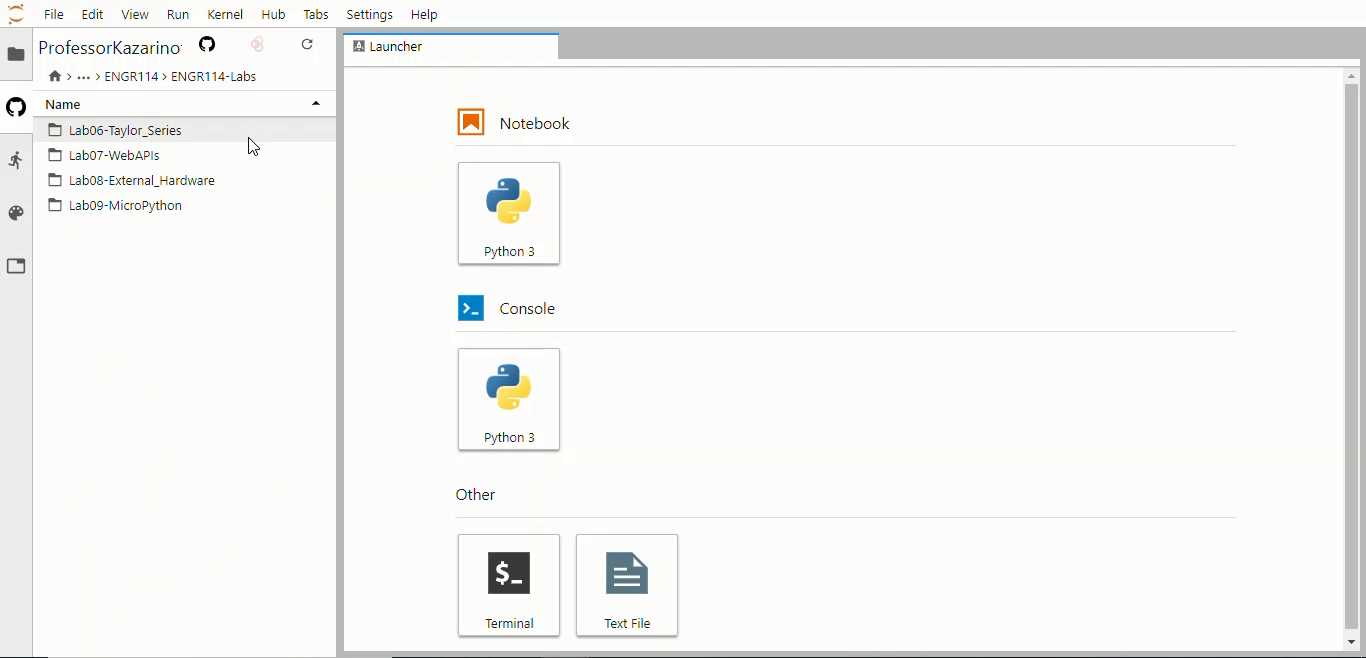 File Edit View Run Kernel Hub Tabs Settings Help
ProfessorKazarino
> ... > ENGR114 > ENGR114-Labs
Name
Lab06-Taylor_Series
Lab07-WebAPIs
Lab08-External_Hardware
Lab09-MicroPython
Launcher
Notebook
Python 3
>_ Console
Python 3
Other
$_
Terminal
Text File